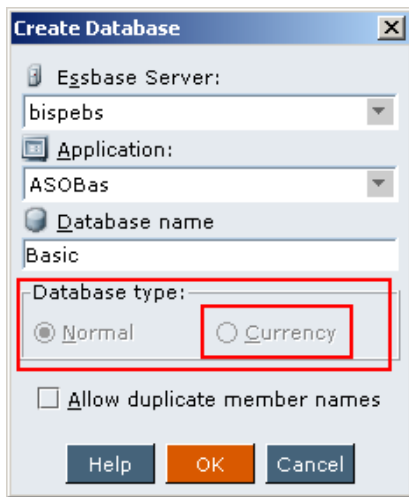 Create Database
Essbase Server:
bispebs
Application:
ASOBas
Database name
Basic
Database type:
Normal Currency
Allow duplicate member names
Help OK Cancel